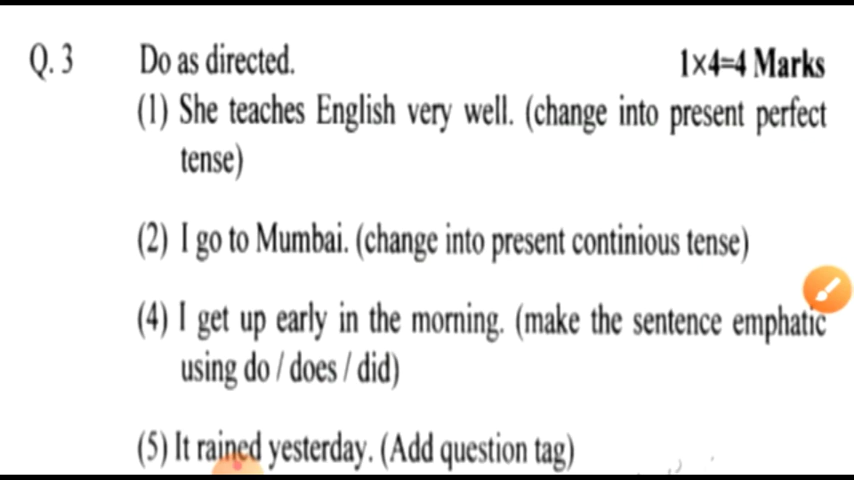 Q. 3 Do as directed. 1×4=4 Marks
(1) She teaches English very well. (change into present perfect
tense)
(2) I go to Mumbai. (change into present continious tense)
(4) I get up early in the morning. (make the sentence emphatic
using do / does / did)
(5) It rained yesterday. (Add question tag)